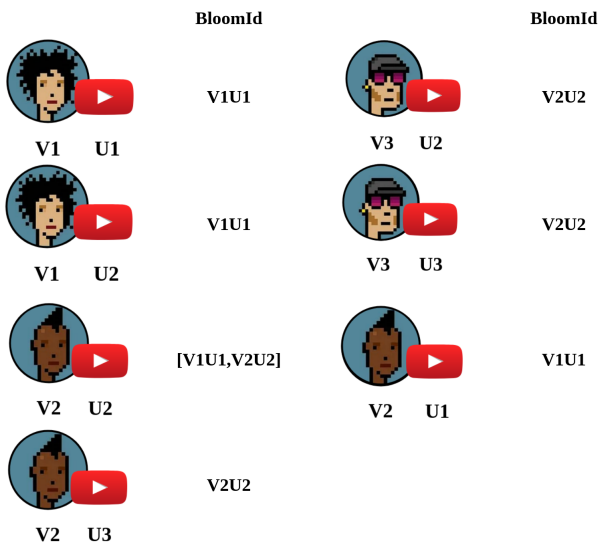 BloomId
V1U1
V1 U1
V1U1
V1 U2
[V1U1,V2U2]
V2 U2
V2U2
V2 U3
BloomId
V2U2
V3 U2
V2U2
V3 U3
V1U1
V2 U1